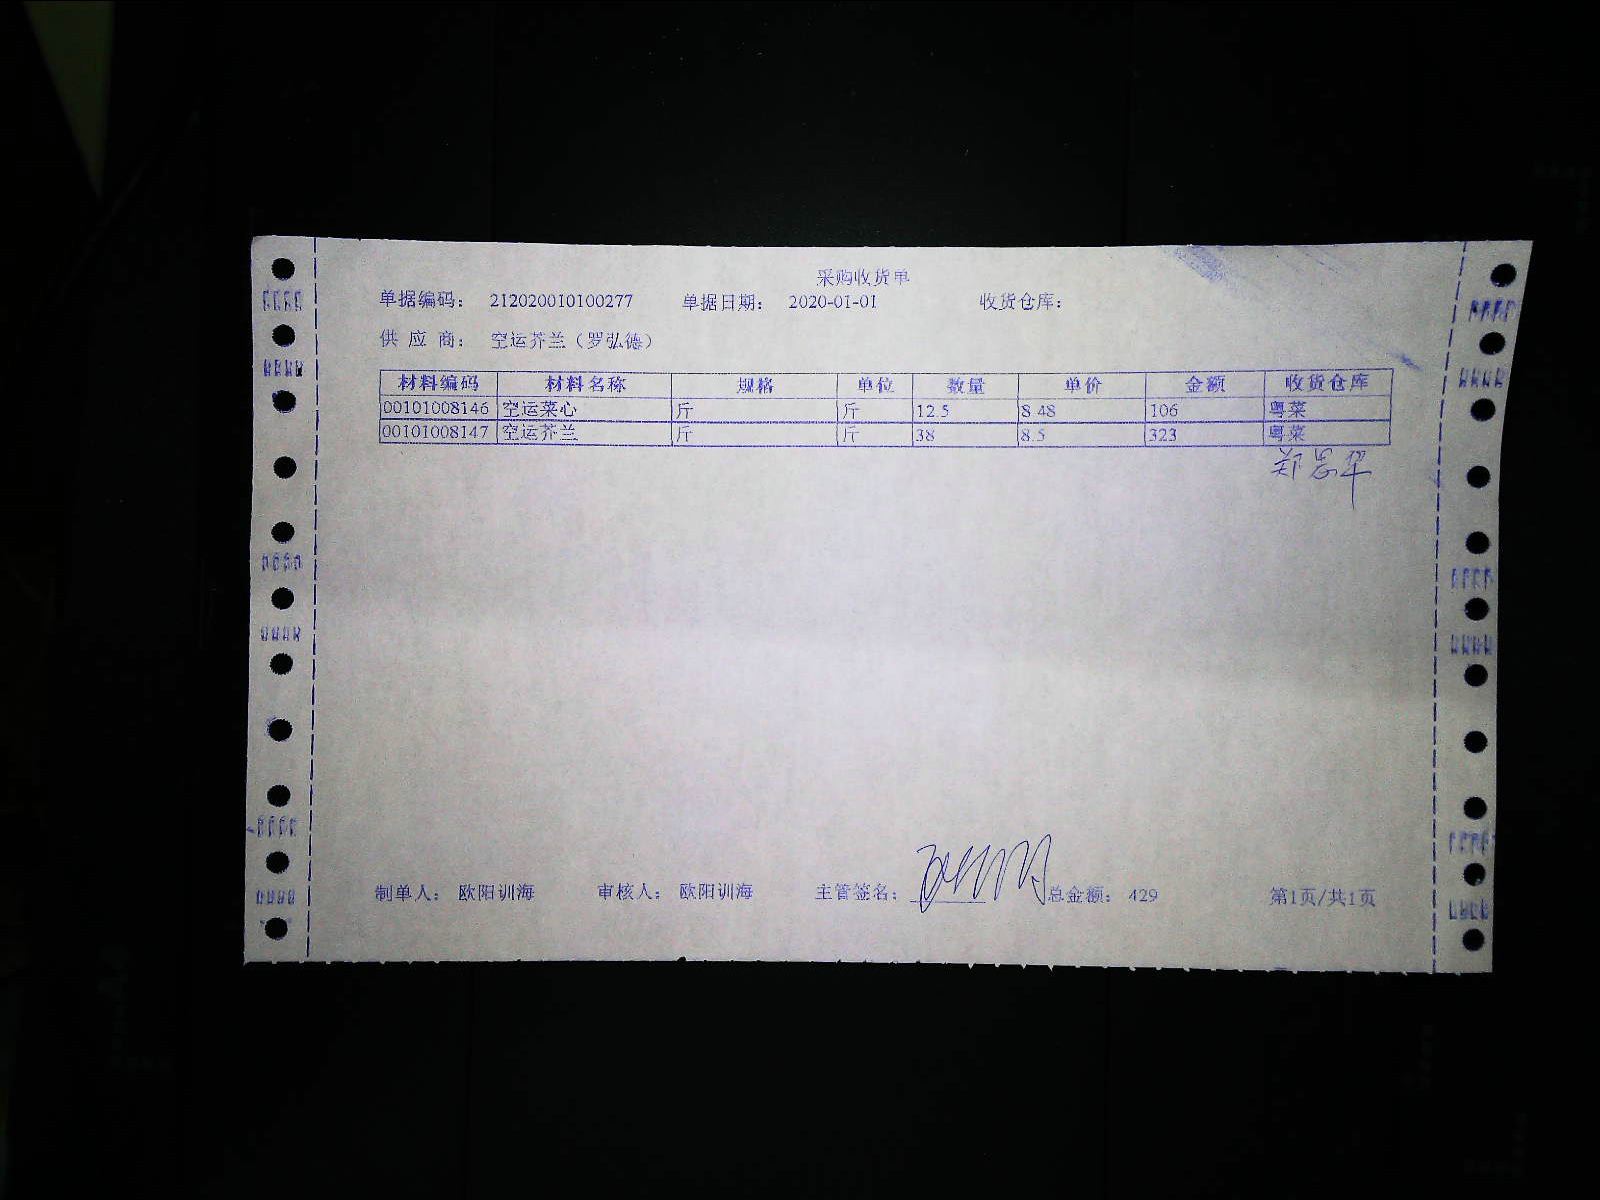 采购收货单
单据编码： 212020010100277 单据日期： 2020-01-01 收货仓库：
供 应 商： 空运芥兰（罗弘德）
材料编码 材料名称 规格 单位 数量 单价 金额 收货仓库
00101008146 空运菜心 斤 斤 12.5 8.48 106 粤菜
00101008147 空运芥兰 斤 斤 38 8.5 323 粤菜
制单人： 欧阳训海 审核人： 欧阳训海 主管签名： 总金额： 429 第1页/共1页